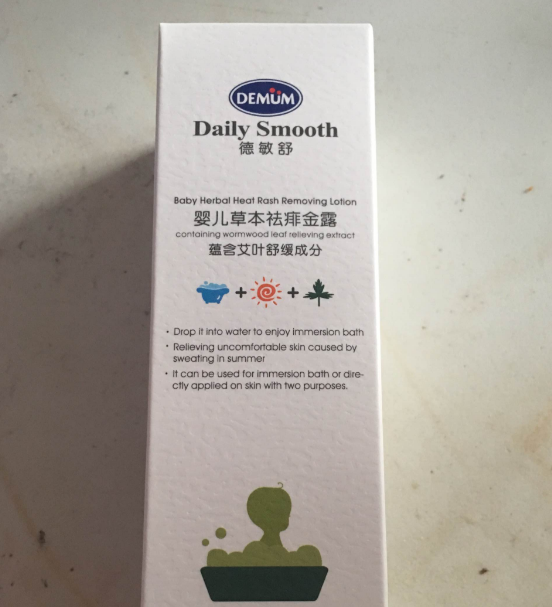 DEMÜM
Daily Smooth
德敏舒
Baby Herbal Heat Rash Removing Lotion
婴儿草本祛痱金露
containing wormwood leaf relieving extract
蕴含艾叶舒缓成分
• Drop it into water to enjoy immersion bath
• Relieving uncomfortable skin caused by
sweating in summer
• It can be used for immersion bath or dire-
ctly applied on skin with two purposes.